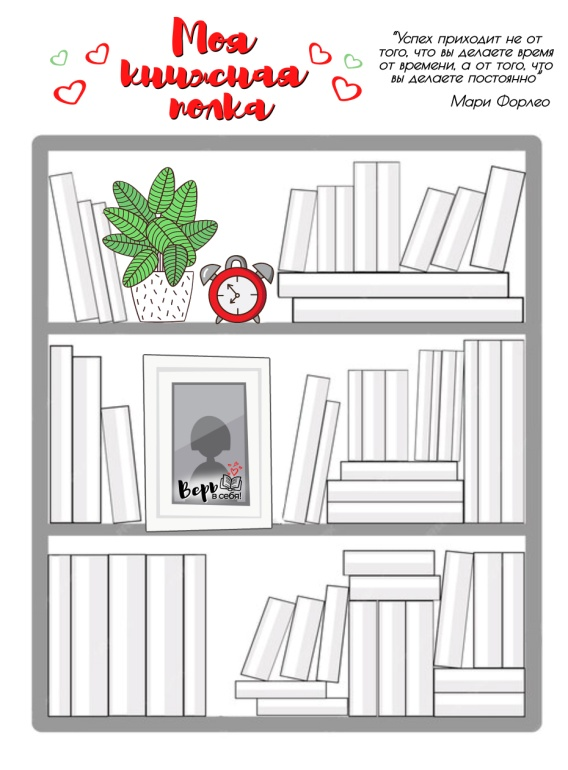 Моя
книжная
полка
"Успех приходит не от
того, что вы делаете время
от времени, а от того, что
вы делаете постоянно"
Мари Форлео
Верь
в себя!